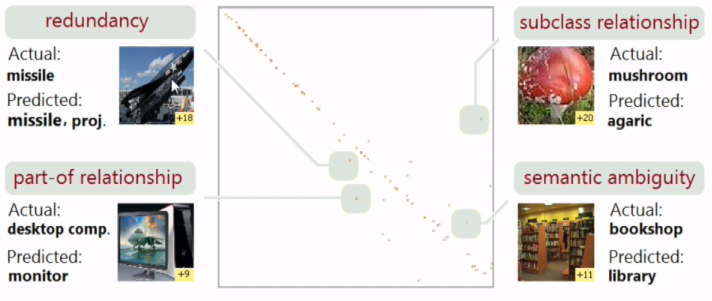 redundancy
Actual:
missile
Predicted:
missile, proj.
+18
part-of relationship
Actual:
desktop comp.
Predicted:
monitor
+9
subclass relationship
Actual:
mushroom
Predicted:
agaric
+20
semantic ambiguity
Actual:
bookshop
Predicted:
library
+11